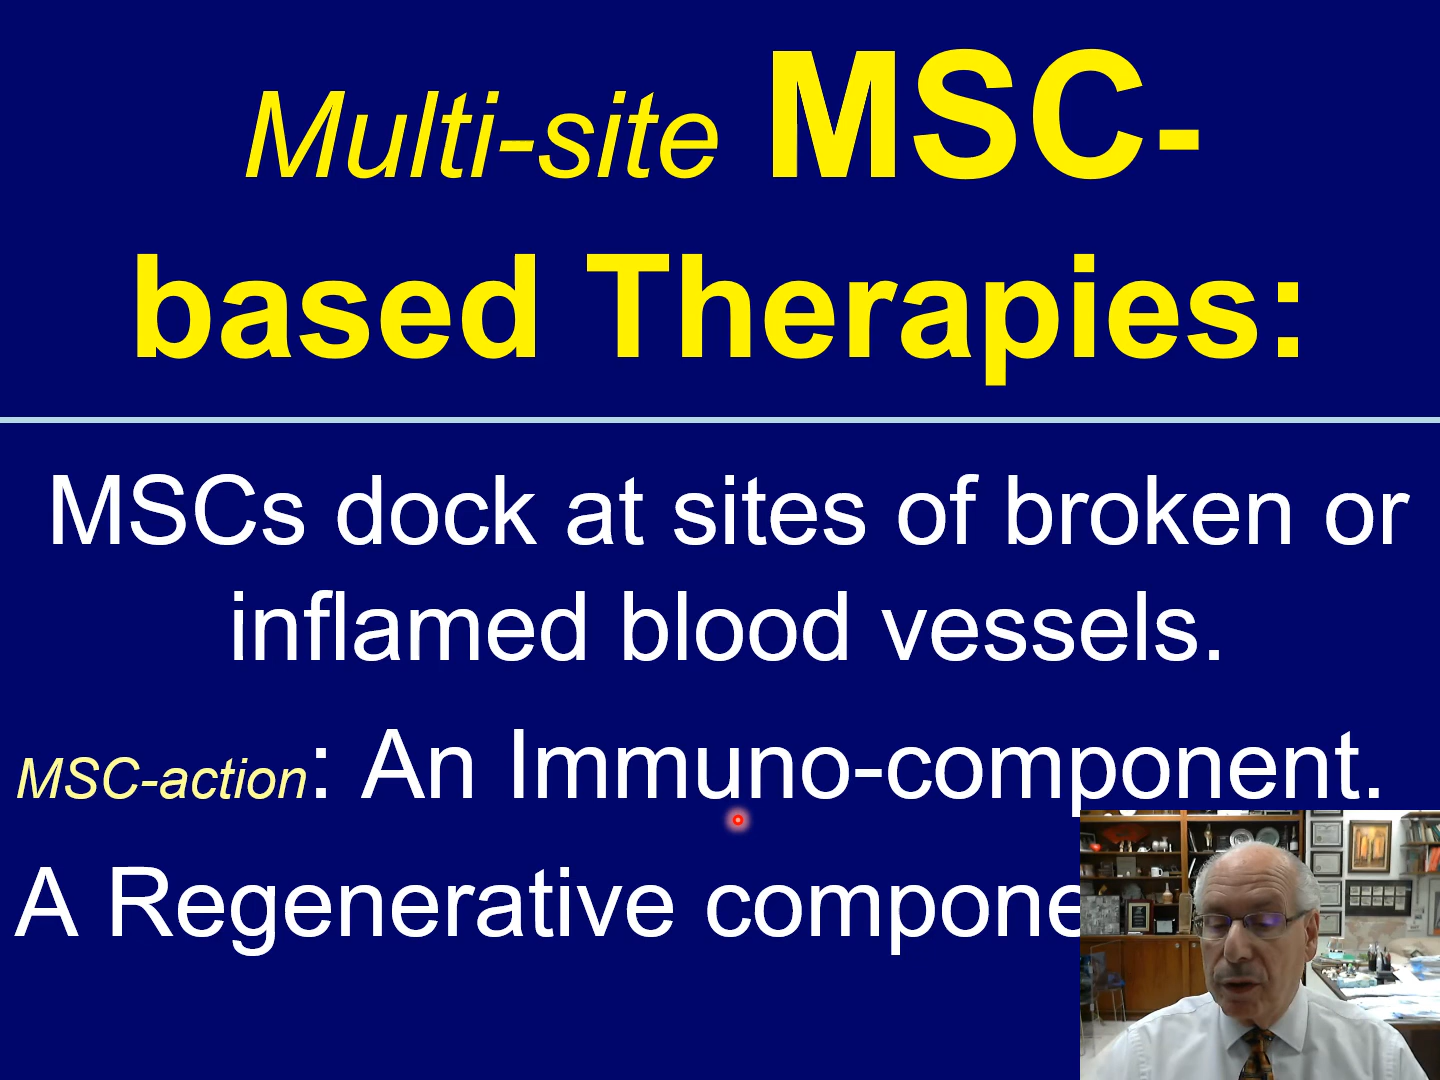 Multi-site MSC-
based Therapies:
MSCs dock at sites of broken or
inflamed blood vessels.
MSC-action: An Immuno-component.
A Regenerative